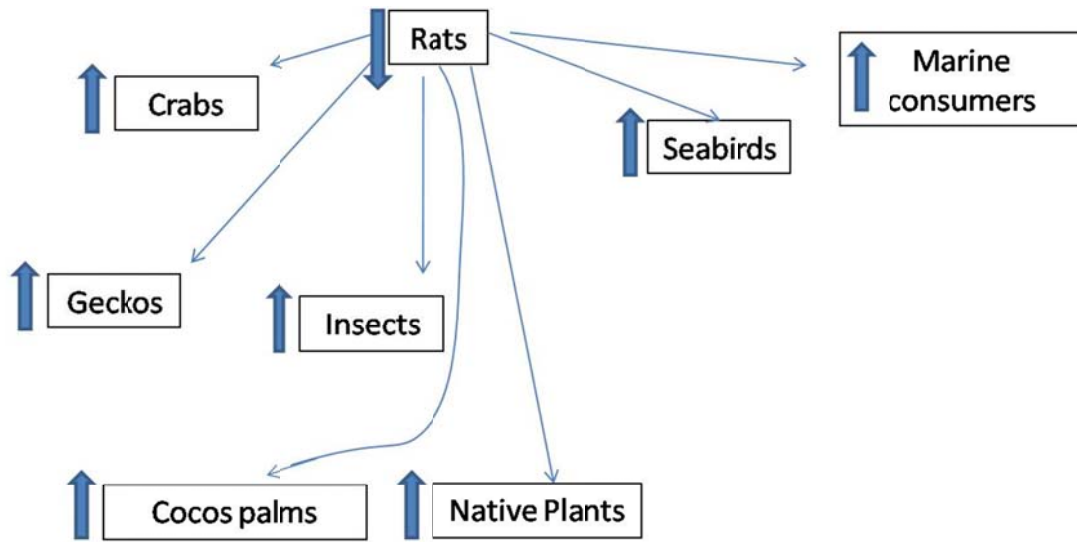 Rats
Marine
consumers
Crabs
Seabirds
Geckos
Insects
Cocos palms
Native Plants